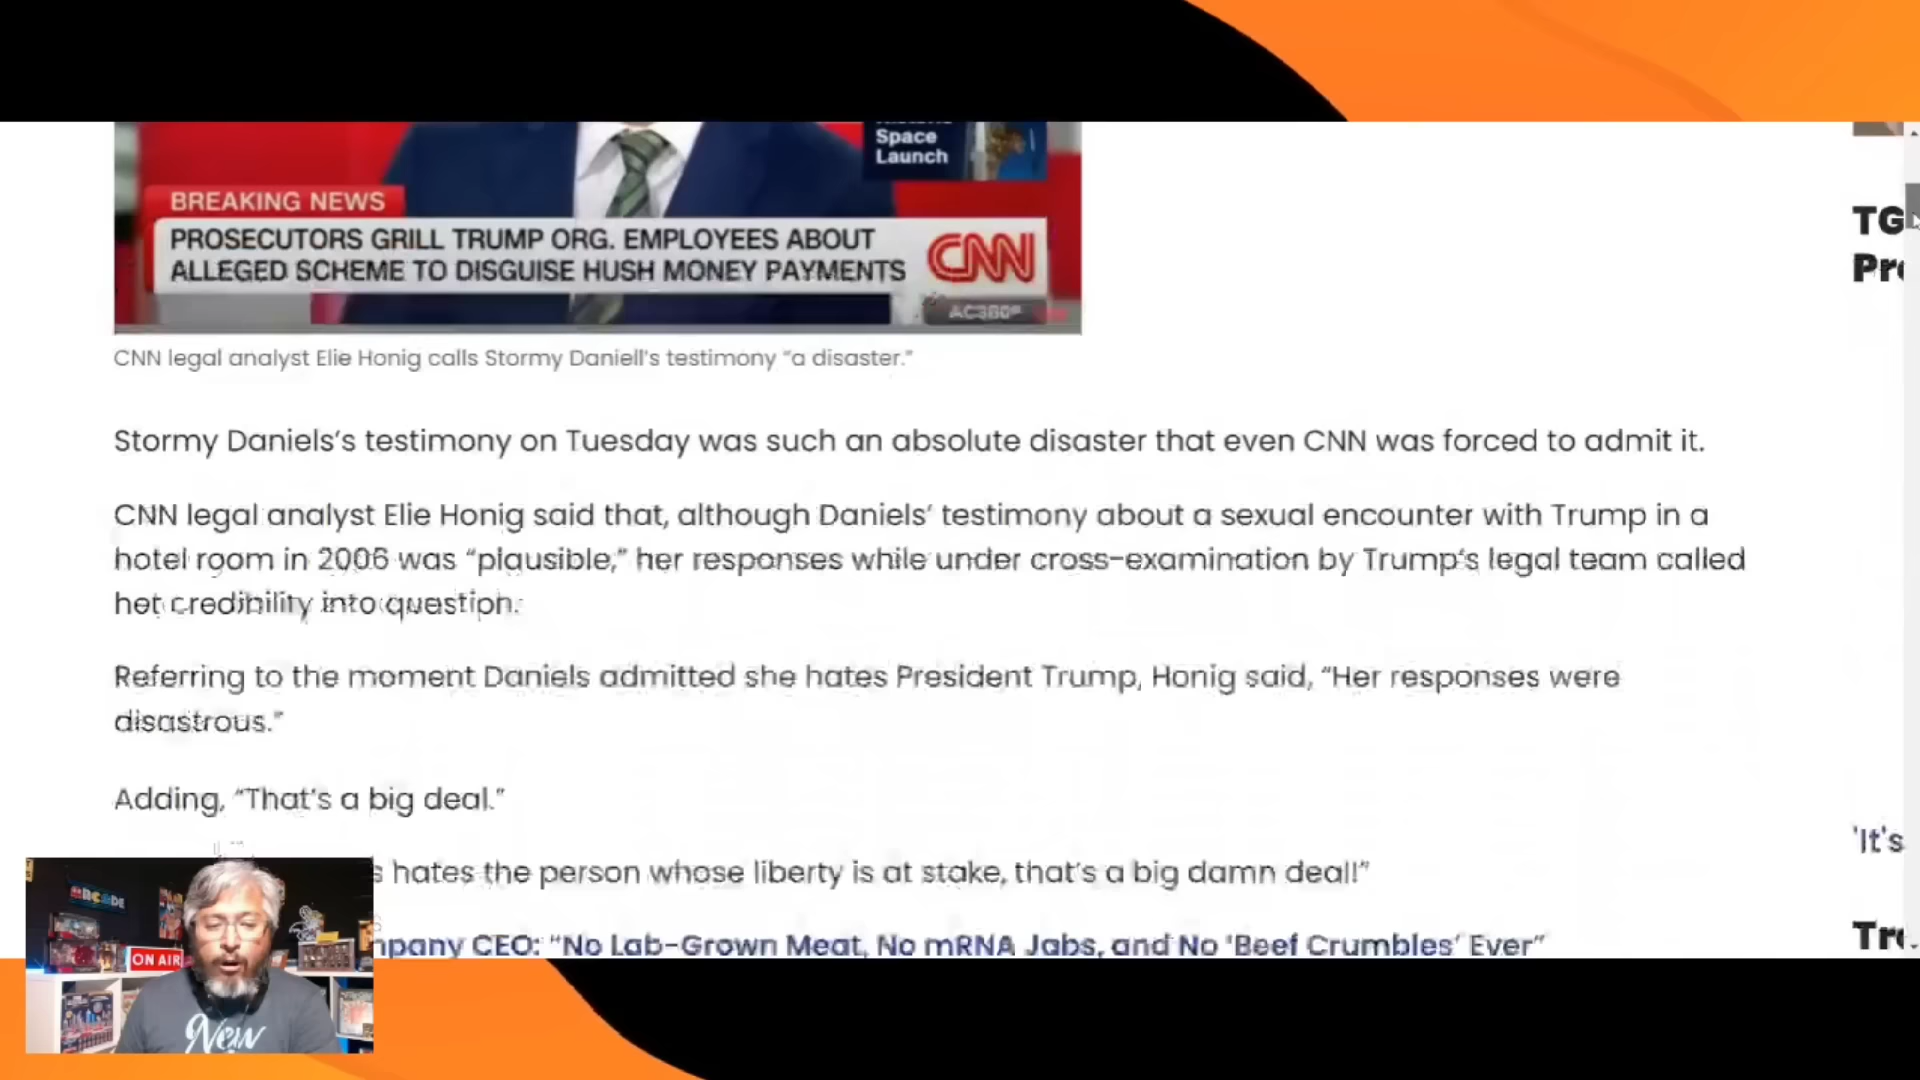 Space
Launch
BREAKING NEWS
PROSECUTORS GRILL TRUMP ORG. EMPLOYEES ABOUT
ALLEGED SCHEME TO DISGUISE HUSH MONEY PAYMENTS
CNN
AC360°
TG
Pr
CNN legal analyst Elie Honig calls Stormy Daniell's testimony “a disaster.”
Stormy Daniels’s testimony on Tuesday was such an absolute disaster that even CNN was forced to admit it.
CNN legal analyst Elie Honig said that, although Daniels’ testimony about a sexual encounter with Trump in a
hotel room in 2006 was “plausible,” her responses while under cross-examination by Trump’s legal team called
her credibility into question.
Referring to the moment Daniels admitted she hates President Trump, Honig said, “Her responses were
disastrous.”
Adding, “That’s a big deal.”
'It's
s hates the person whose liberty is at stake, that’s a big damn deal!”
Tr
mpany CEO: “No Lab-Grown Meat, No mRNA Jabs, and No 'Beef Crumbles’ Ever”
ARCADE
ON AIR
New